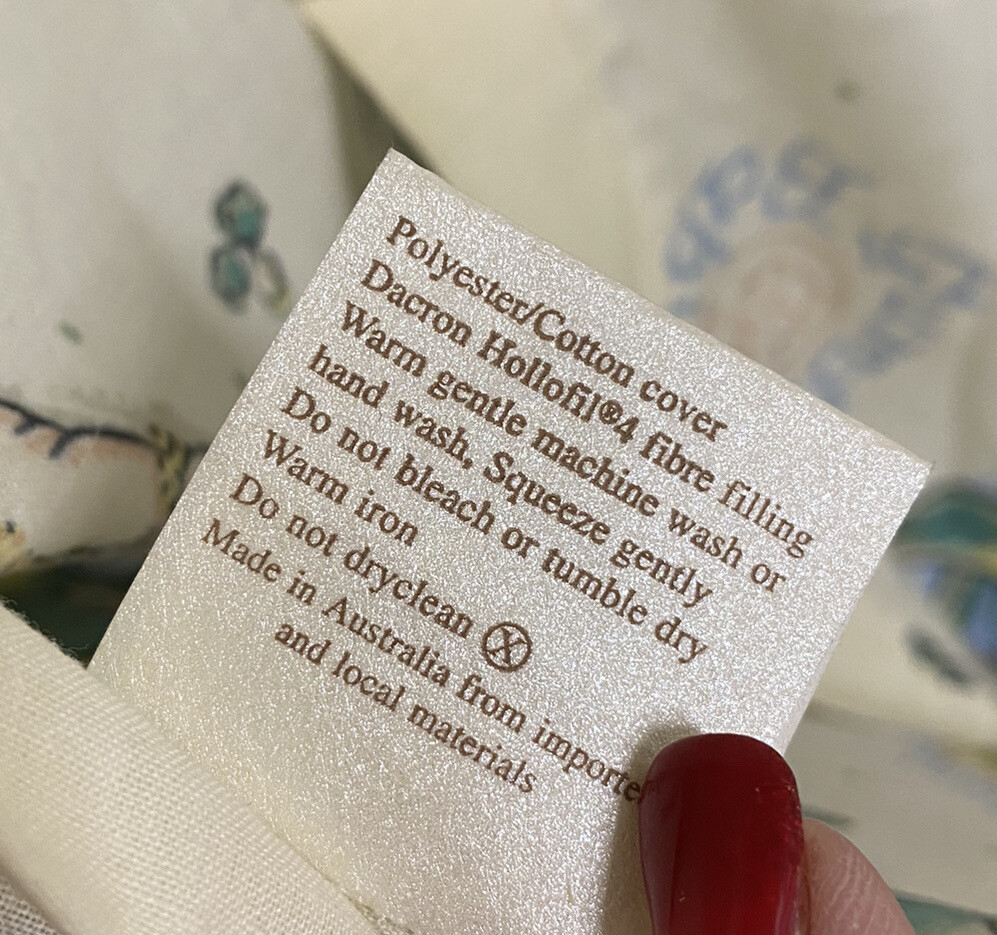 Polyester/Cotton cover
Dacron Hollofil®4 fibre filling
Warm gentle machine wash or
hand wash, Squeeze gently
Do not bleach or tumble dry
Warm iron
Do not dryclean Ⓧ
Made in Australia from importe
and local materials